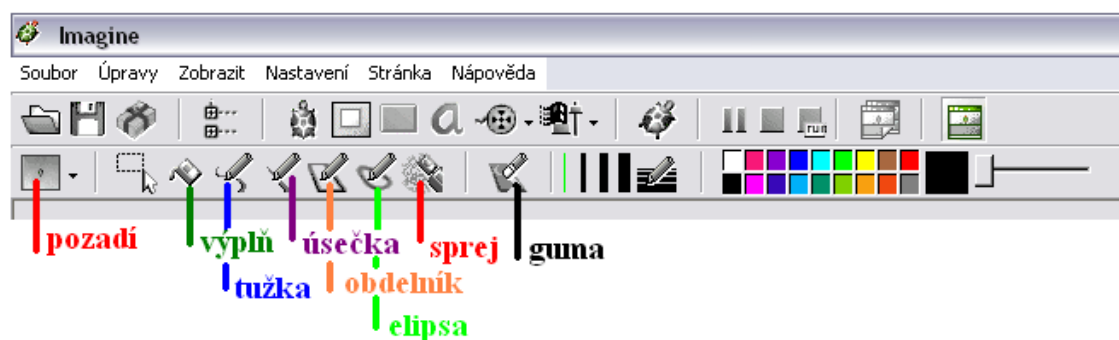 Imagine
Soubor Úpravy Zobrazit Nastavení Stránka Nápověda
a
run
pozadí výplň úsečka sprej guma
tužka obdelník
elipsa